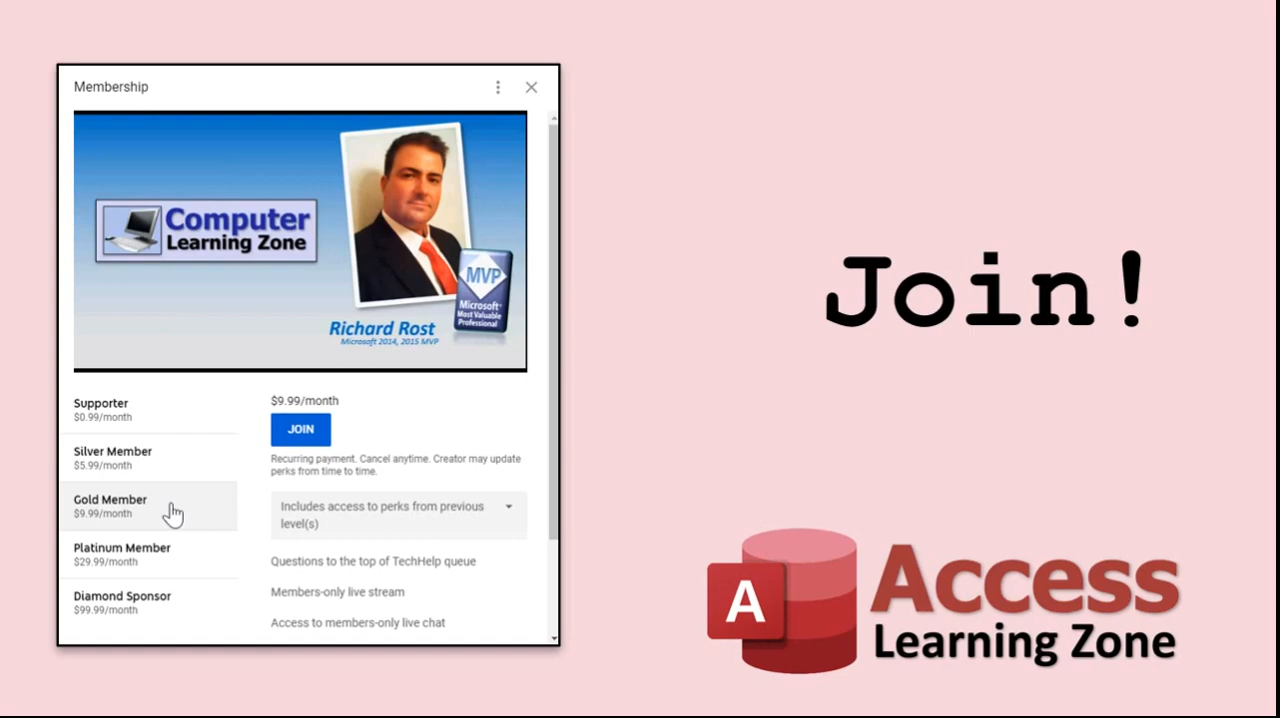 Membership
Computer
Learning Zone
MVP
Microsoft®
Most Valuable
Professional
Richard Rost
Microsoft 2014, 2015 MVP
Supporter
$0.99/month
Silver Member
$5.99/month
Gold Member
$9.99/month
Platinum Member
$29.99/month
Diamond Sponsor
$99.99/month
$9.99/month
JOIN
Recurring payment. Cancel anytime. Creator may update
perks from time to time.
Includes access to perks from previous
level(s)
Questions to the top of TechHelp queue
Members-only live stream
Access to members-only live chat
Join!
A
Access
Learning Zone